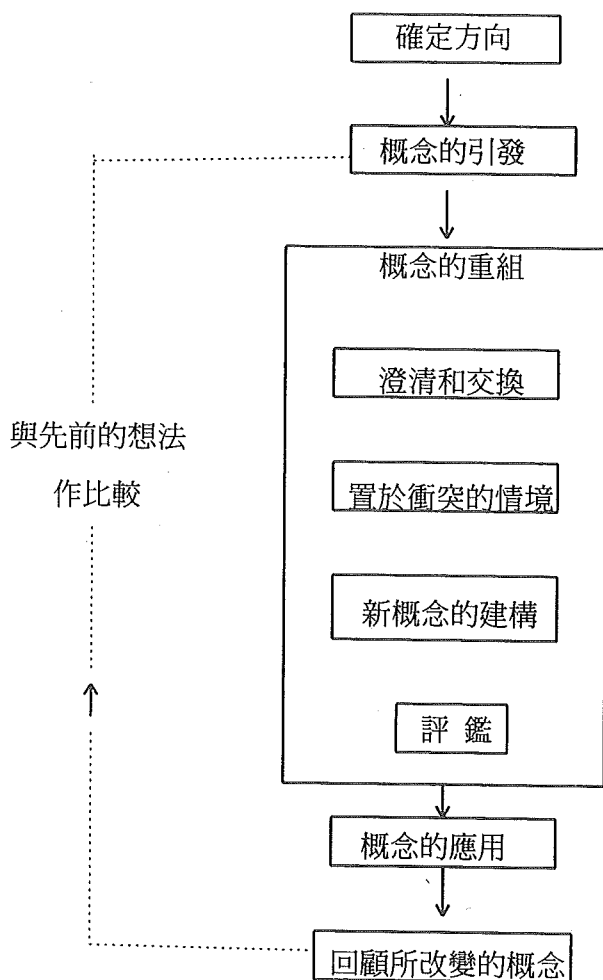 確定方向
概念的引發
概念的重組
澄清和交換
與先前的想法
作比較
置於衝突的情境
新概念的建構
評 鑑
概念的應用
回顧所改變的概念